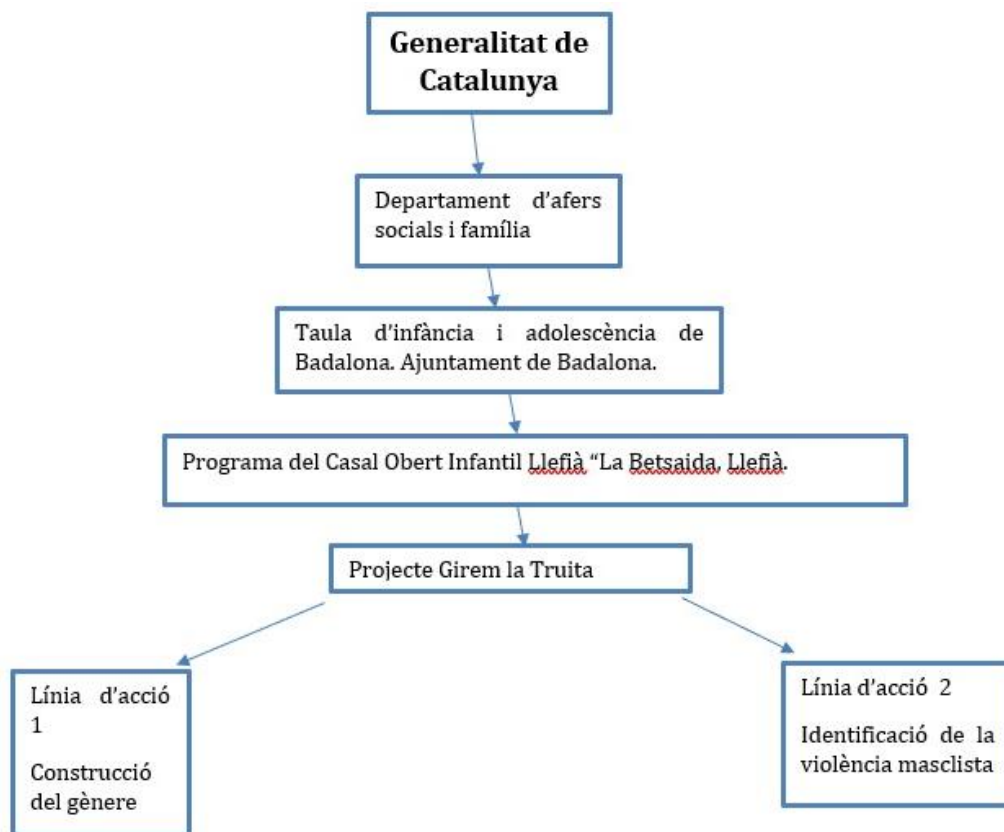 Generalitat de
Catalunya
Departament d'afers
socials i família
Taula d'infància i adolescència de
Badalona. Ajuntament de Badalona.
Programa del Casal Obert Infantil Llefià "La Betsaida, Llefià.
Projecte Girem la Truita
Línia d'acció
1
Construcció
del gènere
Línia d'acció 2
Identificació de la
violència masclista